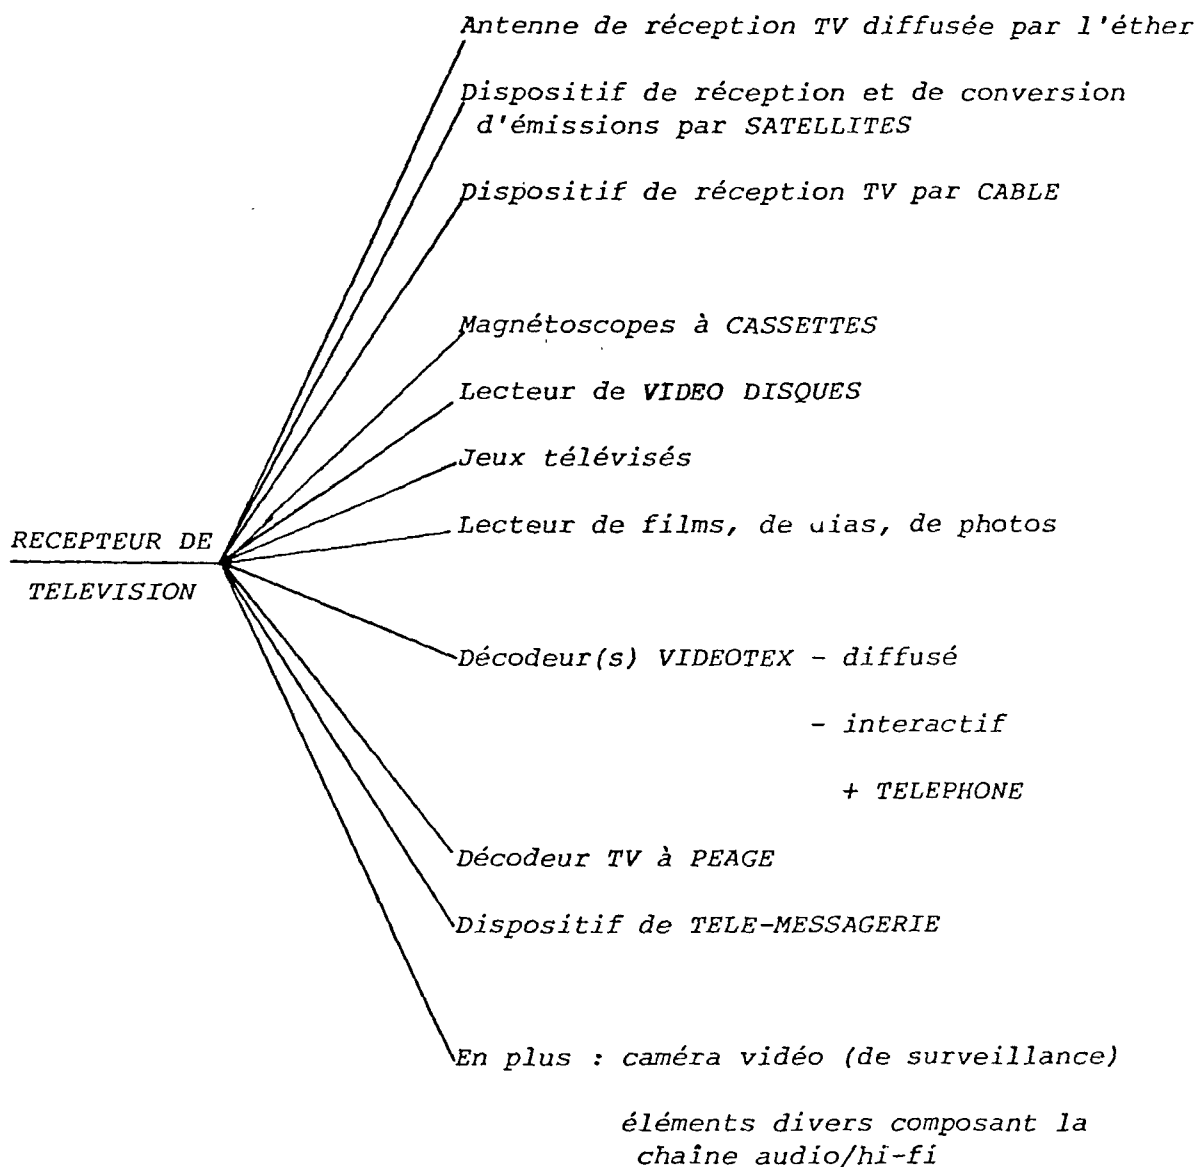 Antenne de réception TV diffusée par l'éther
Dispositif de réception et de conversion
d'émissions par SATELLITES
Dispositif de réception TV par CABLE
Magnétoscopes à CASSETTES
Lecteur de VIDEO DISQUES
Jeux télévisés
Lecteur de films, de dias, de photos
RECEPTEUR DE
TELEVISION
Décodeur(s) VIDEOTEX - diffusé
- interactif
+ TELEPHONE
Décodeur TV à PEAGE
Dispositif de TELE-MESSAGERIE
En plus : caméra vidéo (de surveillance)
éléments divers composant la
chaîne audio/hi-fi